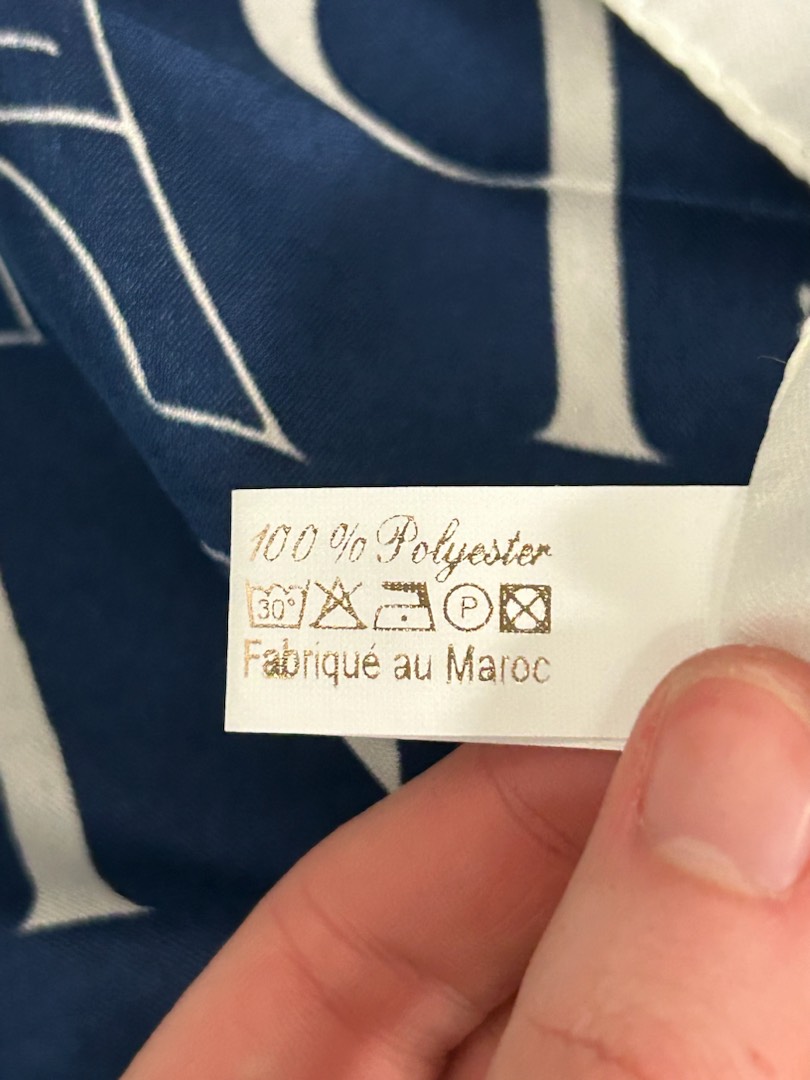 100 % Polyester
30° P
Fabriqué au Maroc